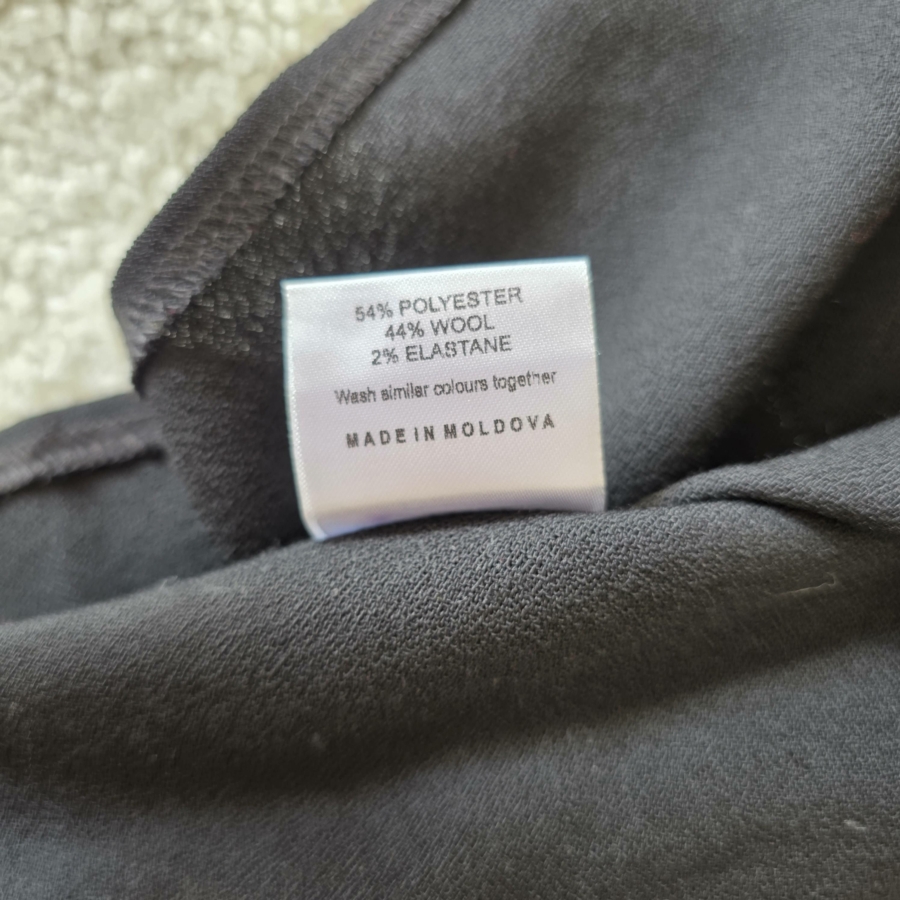 54% POLYESTER
44% WOOL
2% ELASTANE
Wash similar colours together
MADE IN MOLDOVA